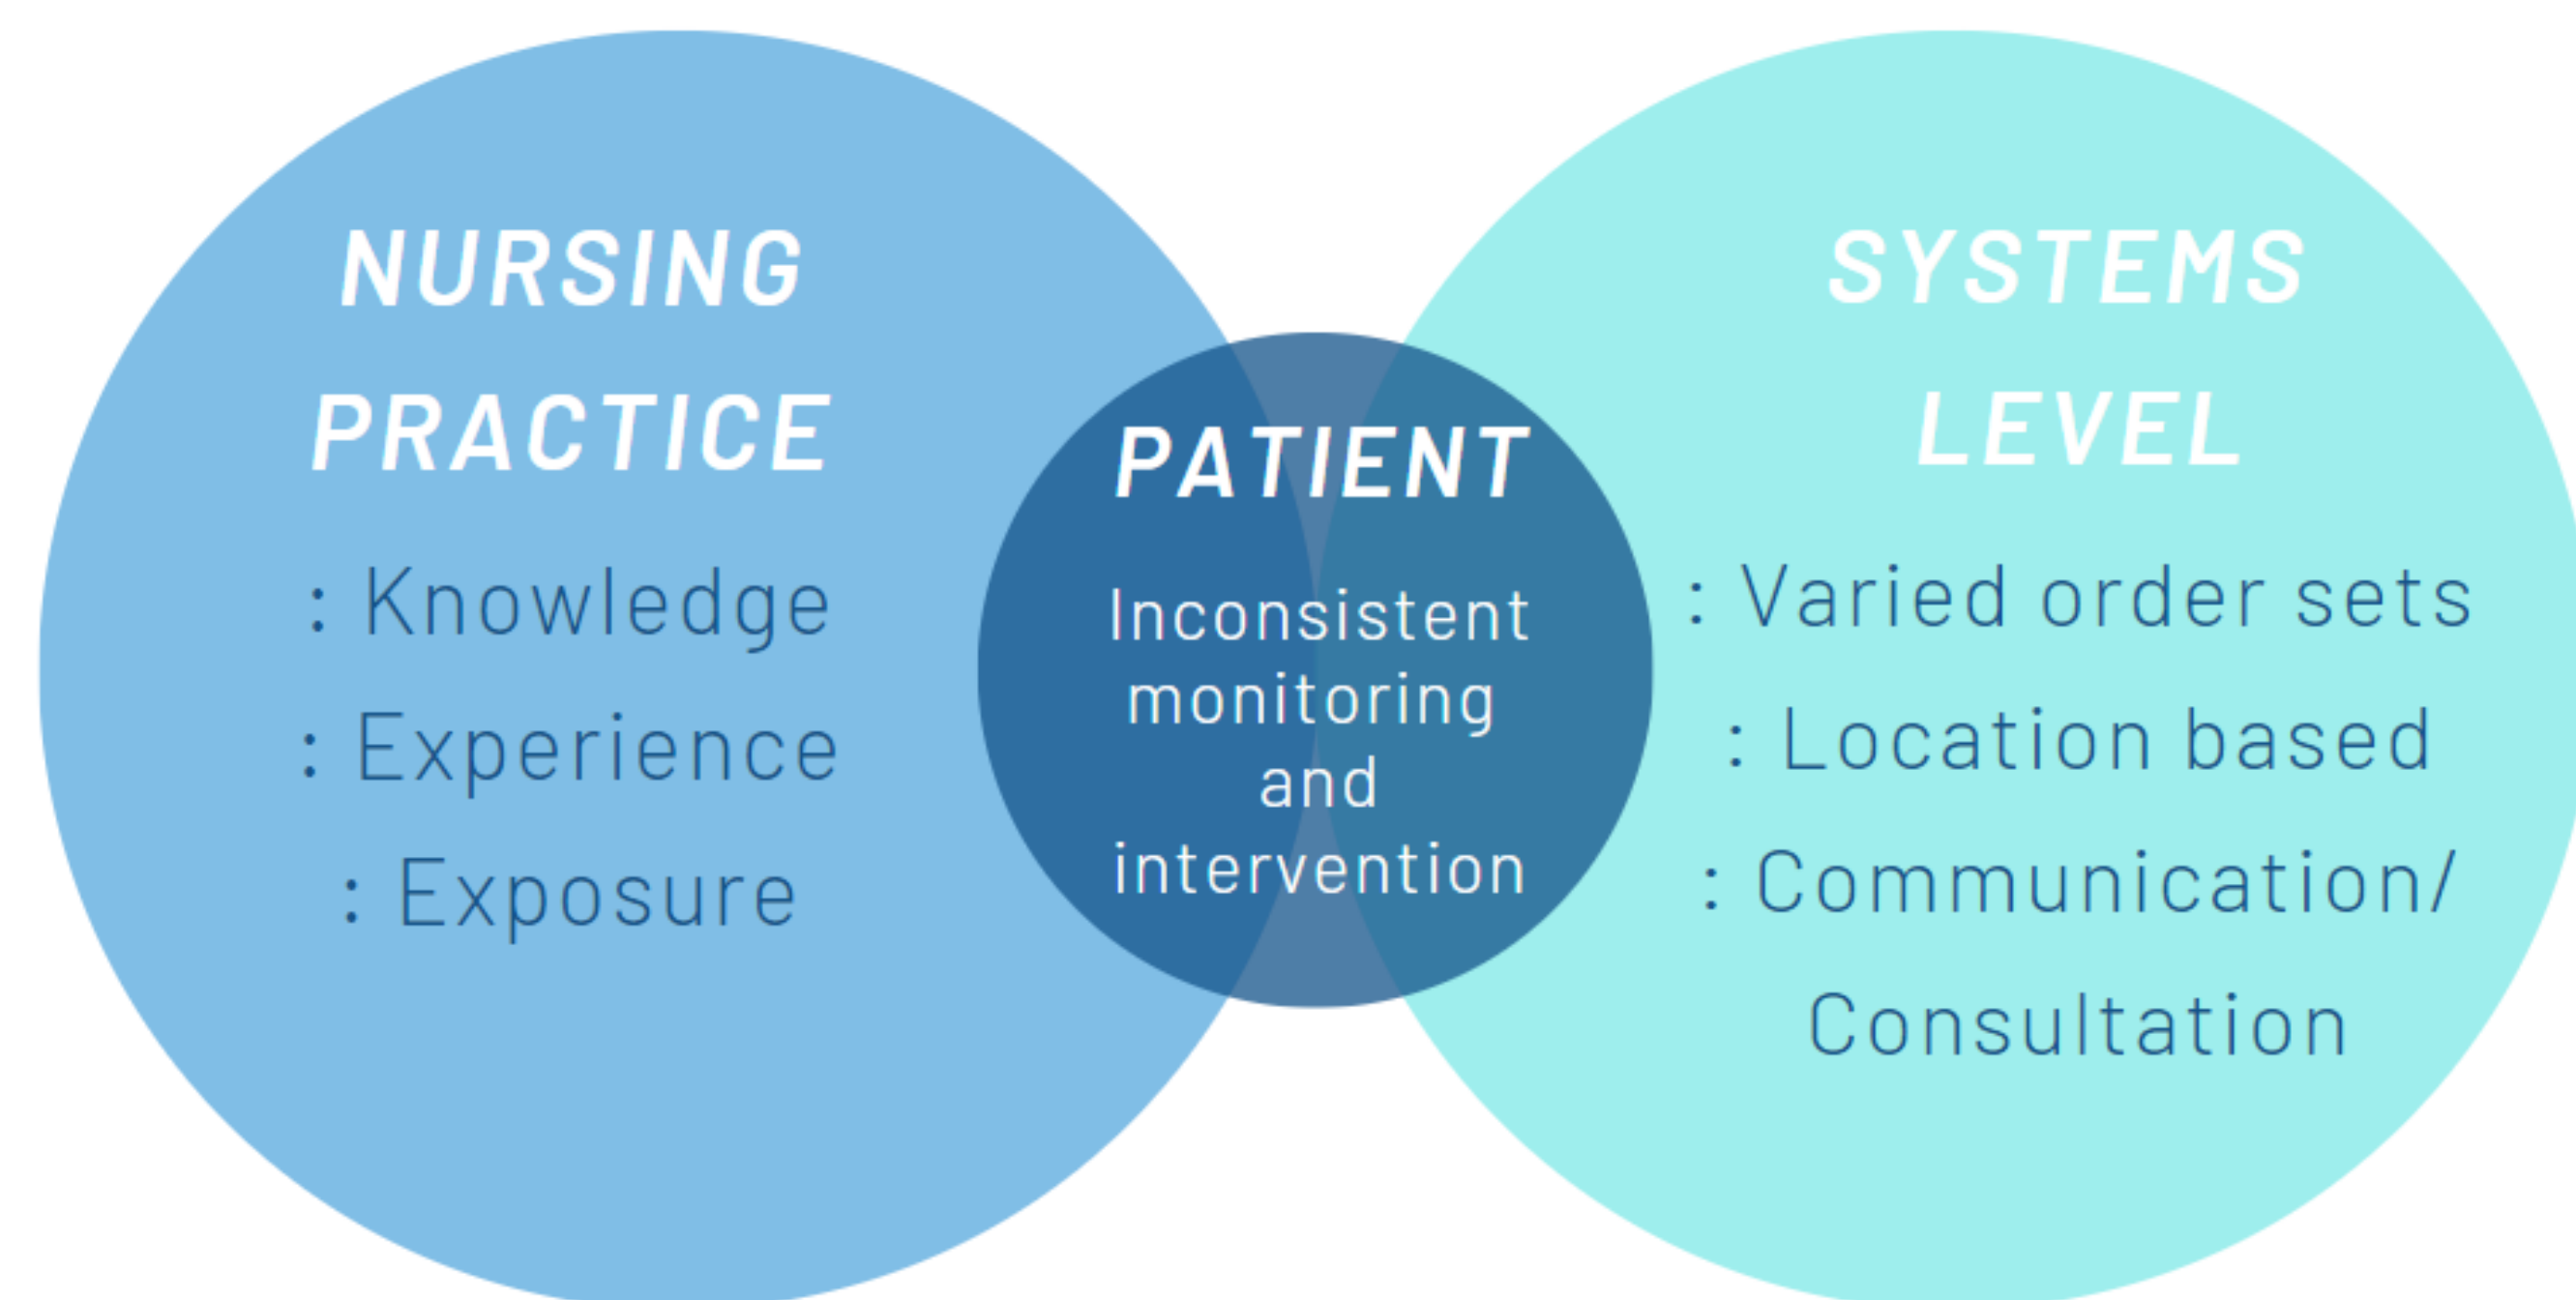 NURSING
PRACTICE
: Knowledge
: Experience
: Exposure
PATIENT
Inconsistent
monitoring
and
intervention
SYSTEMS
LEVEL
: Varied order sets
: Location based
: Communication/
Consultation